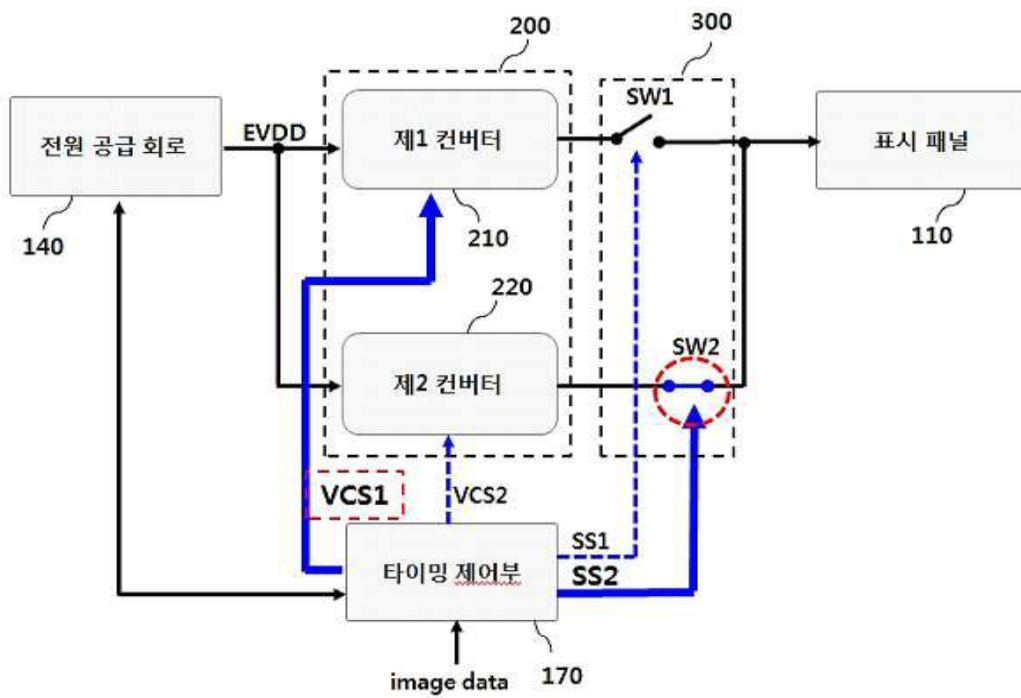 200
300
SW1
전원 공급 회로
EVDD
제1 컨버터
표시 패널
140
210
110
220
SW2
제2 컨버터
VCS1
VCS2
SS1
타이밍 제어부
SS2
170
image data